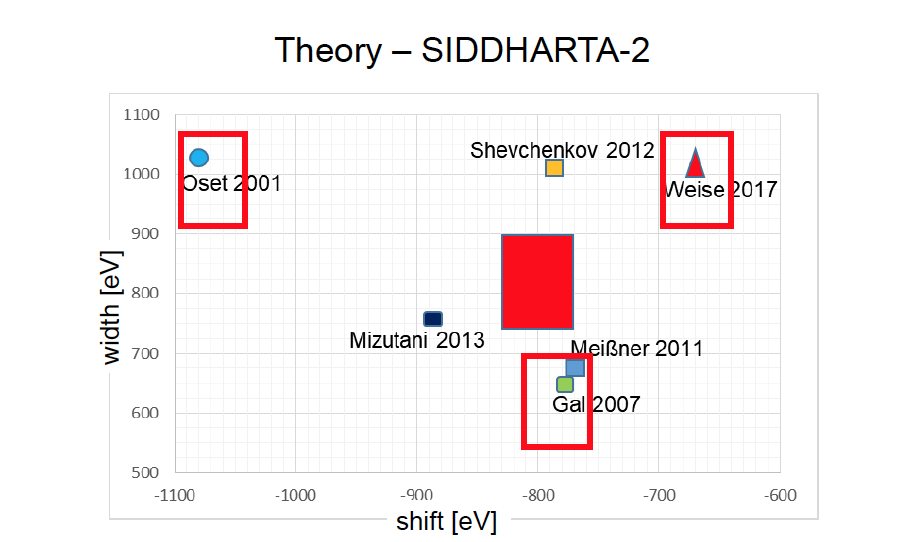 Theory – SIDDHARTA-2
1100
1000
900
800
700
600
500
width [eV]
Oset 2001
Shevchenkov 2012
Weise 2017
Mizutani 2013
Meißner 2011
Gal 2007
-1100 -1000 -900 -800 -700 -600
shift [eV]